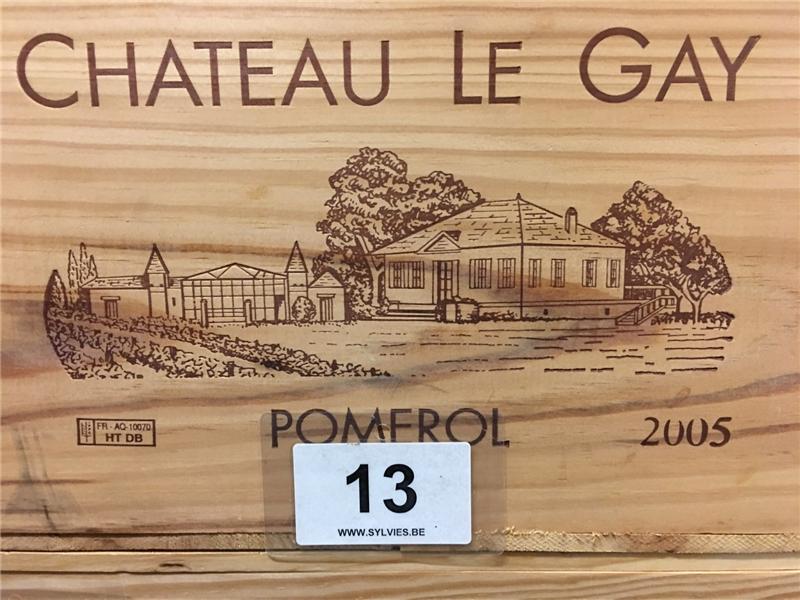 CHATEAU LE GAY
FR - AQ-10070
HT DB
POMEROL
2005
13
WWW.SYLVIES.BE